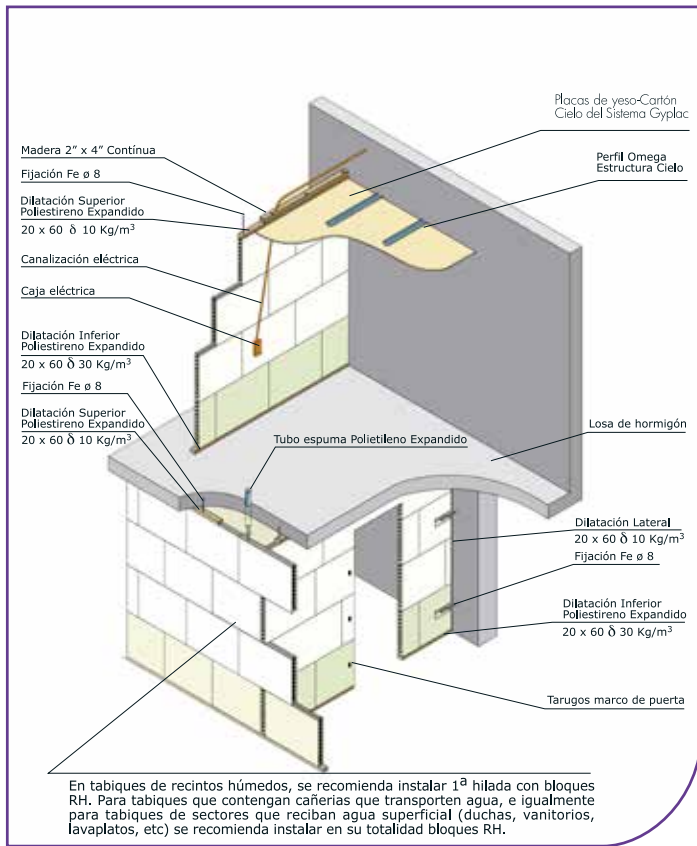 Placas de yeso-Cartón
Cielo del Sistema Gyplac
Perfil Omega
Estructura Cielo
Madera 2" x 4" Contínua
Fijación Fe ø 8
Dilatación Superior
Poliestireno Expandido
20 x 60 δ 10 Kg/m³
Canalización eléctrica
Caja eléctrica
Dilatación Inferior
Poliestireno Expandido
20 x 60 δ 30 Kg/m³
Fijación Fe ø 8
Dilatación Superior
Poliestireno Expandido
20 x 60 δ 10 Kg/m³
Tubo espuma Polietileno Expandido
Losa de hormigón
Dilatación Lateral
20 x 60 δ 10 Kg/m³
Fijación Fe ø 8
Dilatación Inferior
Poliestireno Expandido
20 x 60 δ 30 Kg/m³
Tarugos marco de puerta
En tabiques de recintos húmedos, se recomienda instalar 1ª hilada con bloques
RH. Para tabiques que contengan cañerias que transporten agua, e igualmente
para tabiques de sectores que reciban agua superficial (duchas, vanitorios,
lavaplatos, etc) se recomienda instalar en su totalidad bloques RH.